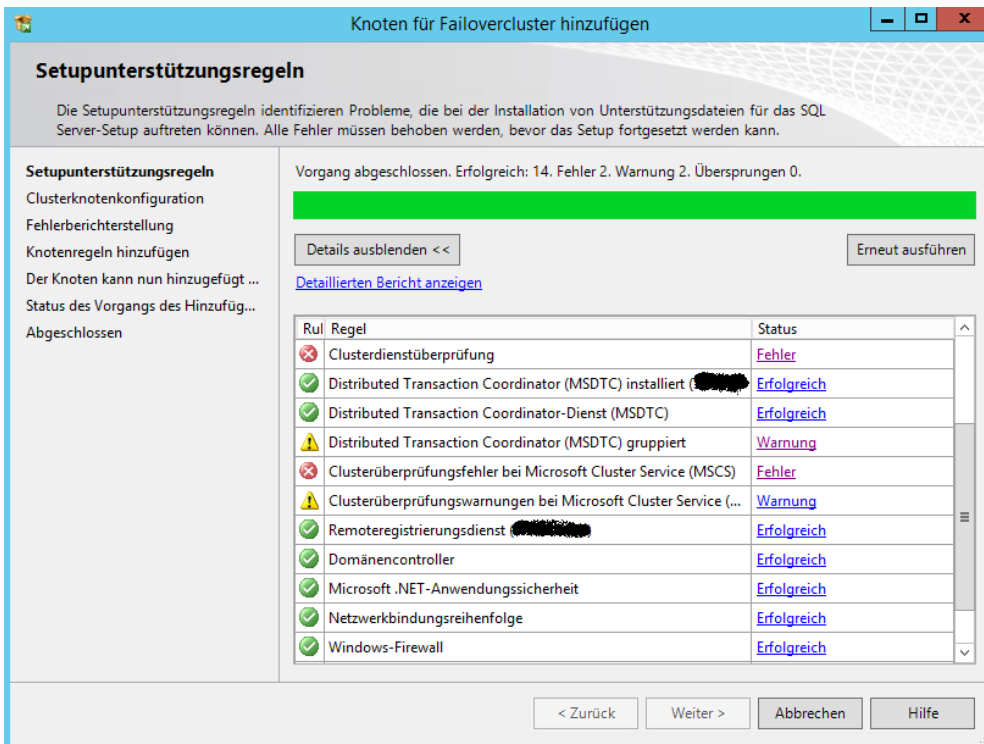 Knoten für Failovercluster hinzufügen
Setupunterstützungsregeln
Die Setupunterstützungsregeln identifizieren Probleme, die bei der Installation von Unterstützungsdateien für das SQL
Server-Setup auftreten können. Alle Fehler müssen behoben werden, bevor das Setup fortgesetzt werden kann.
Setupunterstützungsregeln
Clusterknotenkonfiguration
Fehlerberichterstellung
Knotenregeln hinzufügen
Der Knoten kann nun hinzugefügt ...
Status des Vorgangs des Hinzufüg...
Abgeschlossen
Vorgang abgeschlossen. Erfolgreich: 14. Fehler 2. Warnung 2. Übersprungen 0.
Details ausblenden <<
Erneut ausführen
Detaillierten Bericht anzeigen
Rul Regel Status
Clusterdienstüberprüfung Fehler
Distributed Transaction Coordinator (MSDTC) installiert ( Erfolgreich
Distributed Transaction Coordinator-Dienst (MSDTC) Erfolgreich
Distributed Transaction Coordinator (MSDTC) gruppiert Warnung
Clusterüberprüfungsfehler bei Microsoft Cluster Service (MSCS) Fehler
Clusterüberprüfungswarnungen bei Microsoft Cluster Service (... Warnung
Remoteregistrierungsdienst ( ) Erfolgreich
Domänencontroller Erfolgreich
Microsoft .NET-Anwendungssicherheit Erfolgreich
Netzwerkbindungsreihenfolge Erfolgreich
Windows-Firewall Erfolgreich
< Zurück
Weiter >
Abbrechen
Hilfe